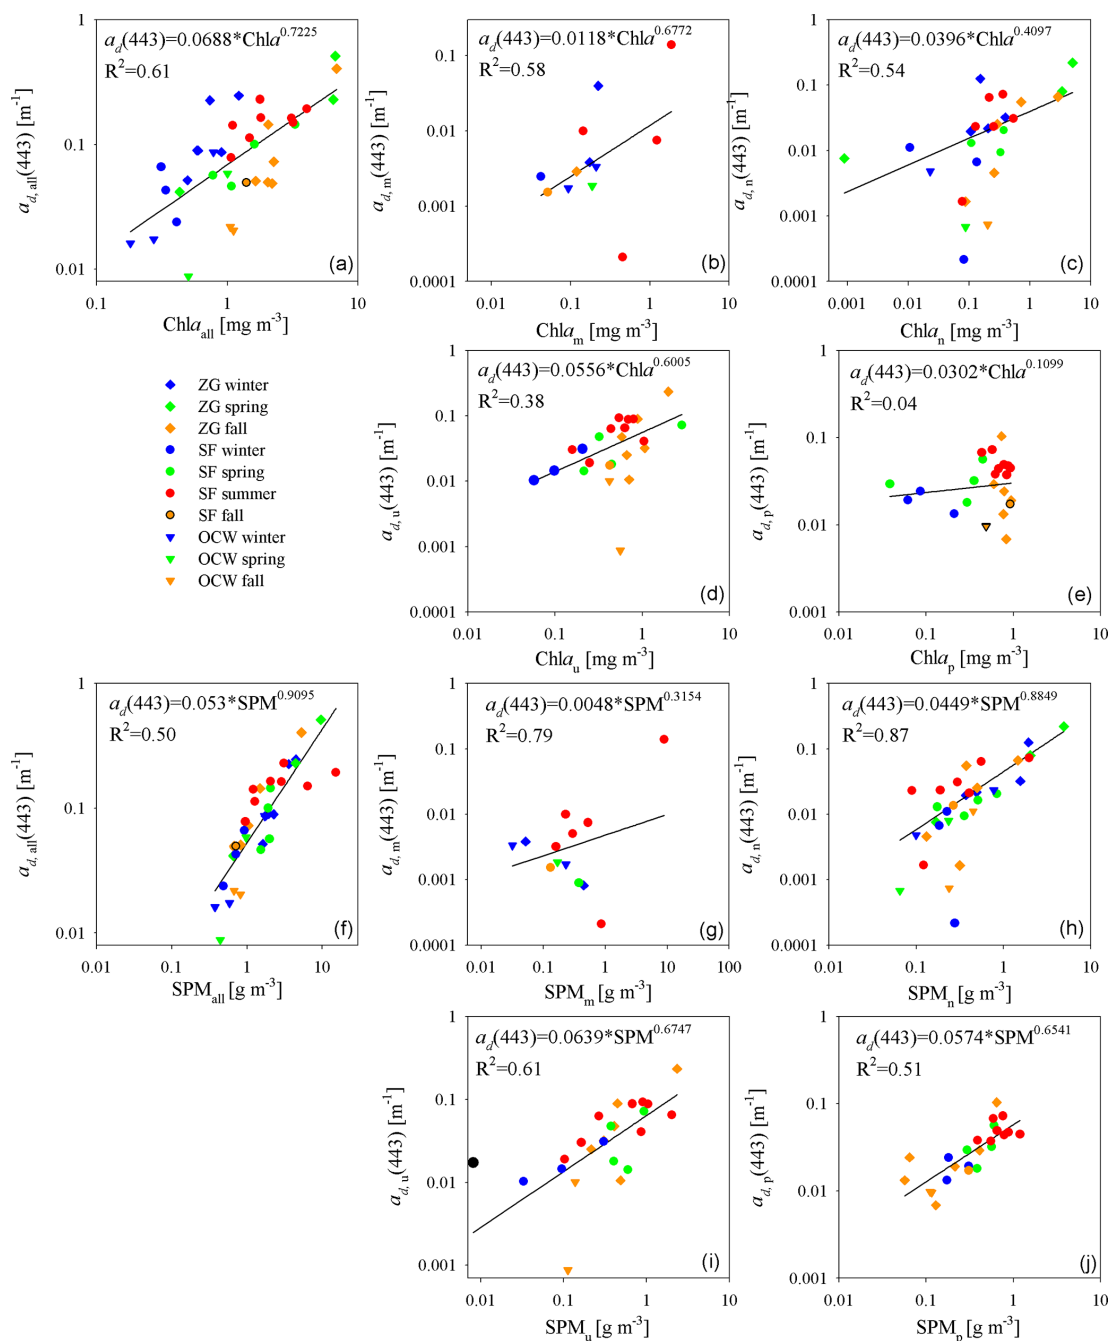 a_d(443)=0.0688*Chla^0.7225
R²=0.61
a_d, all(443) [m⁻¹]
1
0.1
0.01
(a)
0.1
1
10
Chla_all [mg m⁻³]
a_d(443)=0.0118*Chla^0.6772
R²=0.58
a_d, m(443) [m⁻¹]
0.1
0.01
0.001
0.0001
(b)
0.01
0.1
1
10
Chla_m [mg m⁻³]
a_d(443)=0.0396*Chla^0.4097
R²=0.54
a_d, n(443) [m⁻¹]
1
0.1
0.01
0.001
0.0001
(c)
0.001
0.01
0.1
1
10
Chla_n [mg m⁻³]
ZG winter
ZG spring
ZG fall
SF winter
SF spring
SF summer
SF fall
OCW winter
OCW spring
OCW fall
a_d(443)=0.0556*Chla^0.6005
R²=0.38
a_d, u(443) [m⁻¹]
1
0.1
0.01
0.001
0.0001
(d)
0.01
0.1
1
10
Chla_u [mg m⁻³]
a_d(443)=0.0302*Chla^0.1099
R²=0.04
a_d, p(443) [m⁻¹]
1
0.1
0.01
0.001
(e)
0.01
0.1
1
10
Chla_p [mg m⁻³]
a_d(443)=0.053*SPM^0.9095
R²=0.50
a_d, all(443) [m⁻¹]
1
0.1
0.01
(f)
0.01
0.1
1
10
SPM_all [g m⁻³]
a_d(443)=0.0048*SPM^0.3154
R²=0.79
a_d, m(443) [m⁻¹]
1
0.1
0.01
0.001
0.0001
(g)
0.01
0.1
1
10
100
SPM_m [g m⁻³]
a_d(443)=0.0449*SPM^0.8849
R²=0.87
a_d, n(443) [m⁻¹]
1
0.1
0.01
0.001
0.0001
(h)
0.01
0.1
1
10
SPM_n [g m⁻³]
a_d(443)=0.0639*SPM^0.6747
R²=0.61
a_d, u(443) [m⁻¹]
1
0.1
0.01
0.001
(i)
0.01
0.1
1
10
SPM_u [g m⁻³]
a_d(443)=0.0574*SPM^0.6541
R²=0.51
a_d, p(443) [m⁻¹]
1
0.1
0.01
0.001
(j)
0.01
0.1
1
10
SPM_p [g m⁻³]